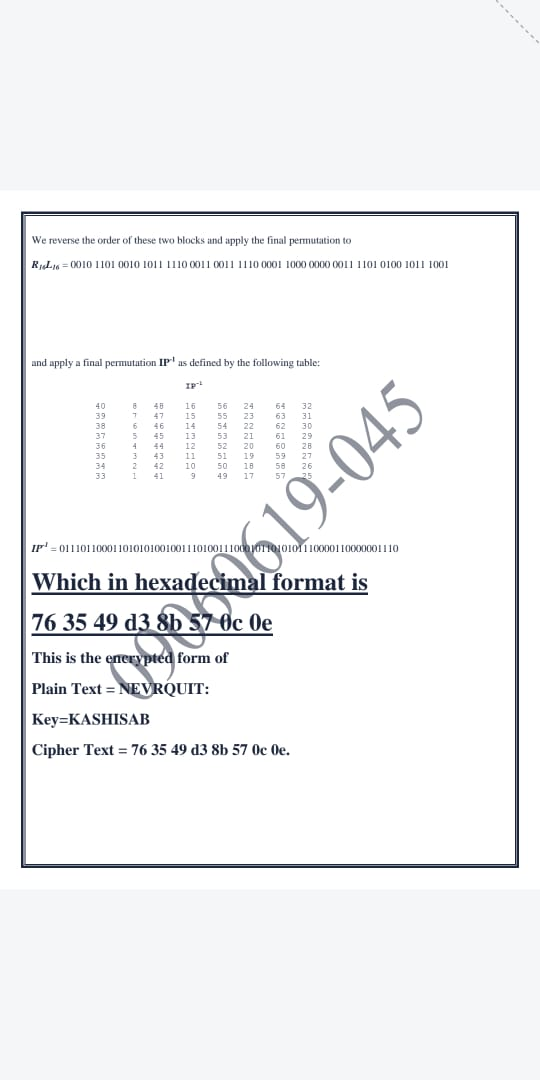 We reverse the order of these two blocks and apply the final permutation to
R16L16 = 0010 1101 0010 1011 1110 0011 0011 1110 0001 1000 0000 0011 1101 0100 1011 1001
and apply a final permutation IP-1 as defined by the following table:
IP-1
40 8 48 16 56 24 64 32
39 7 47 15 55 23 63 31
38 6 46 14 54 22 62 30
37 5 45 13 53 21 61 29
36 4 44 12 52 20 60 28
35 3 43 11 51 19 59 27
34 2 42 10 50 18 58 26
33 1 41 9 49 17 57 25
IP-1 = 0111011000110101010010011101001110001011010101110000110000001110
Which in hexadecimal format is
76 35 49 d3 8b 57 0c 0e
This is the encrypted form of
Plain Text = NEVRQUIT:
Key=KASHISAB
Cipher Text = 76 35 49 d3 8b 57 0c 0e.
09060619-045